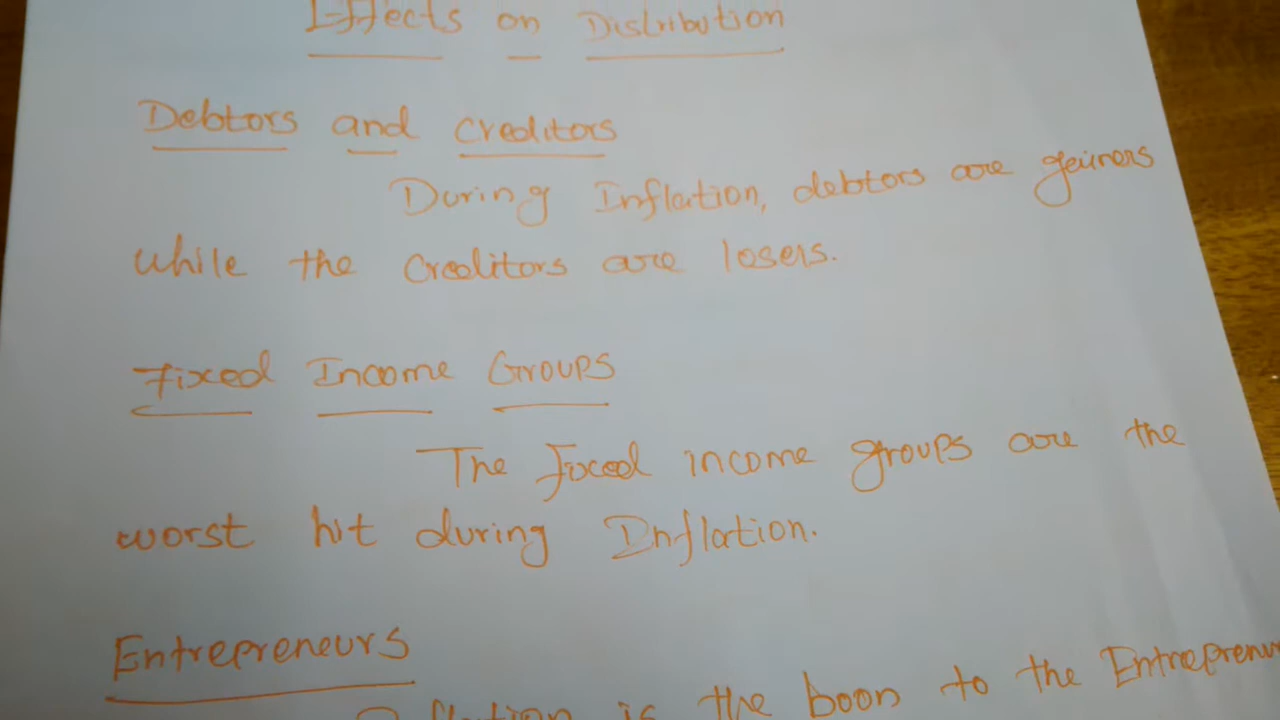 Effects on Distribution
Debtors and Creditors
During Inflation, debtors are gainers
while the Creditors are losers.
Fixed Income Groups
The Fixed income groups are the
worst hit during Inflation.
Entrepreneurs
is the boon to the